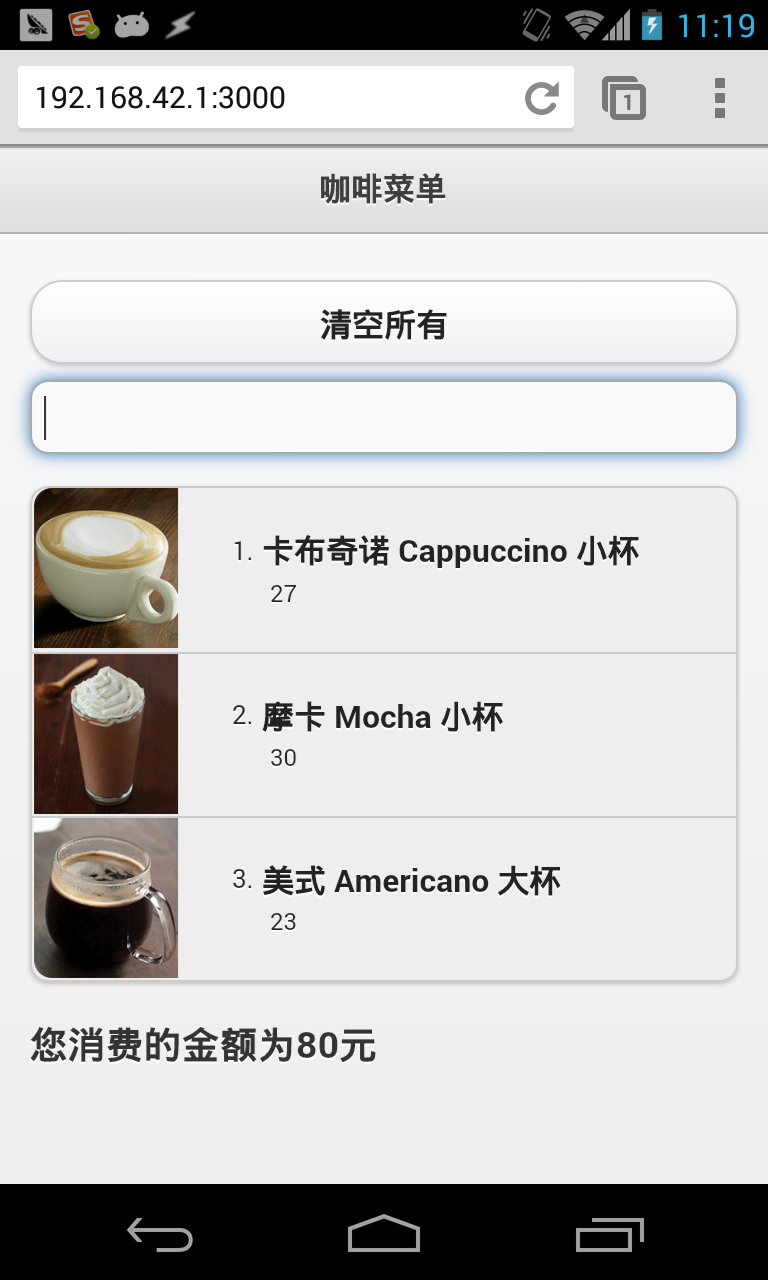 11:19
192.168.42.1:3000
1
咖啡菜单
清空所有
1. 卡布奇诺 Cappuccino 小杯
27
2. 摩卡 Mocha 小杯
30
3. 美式 Americano 大杯
23
您消费的金额为80元